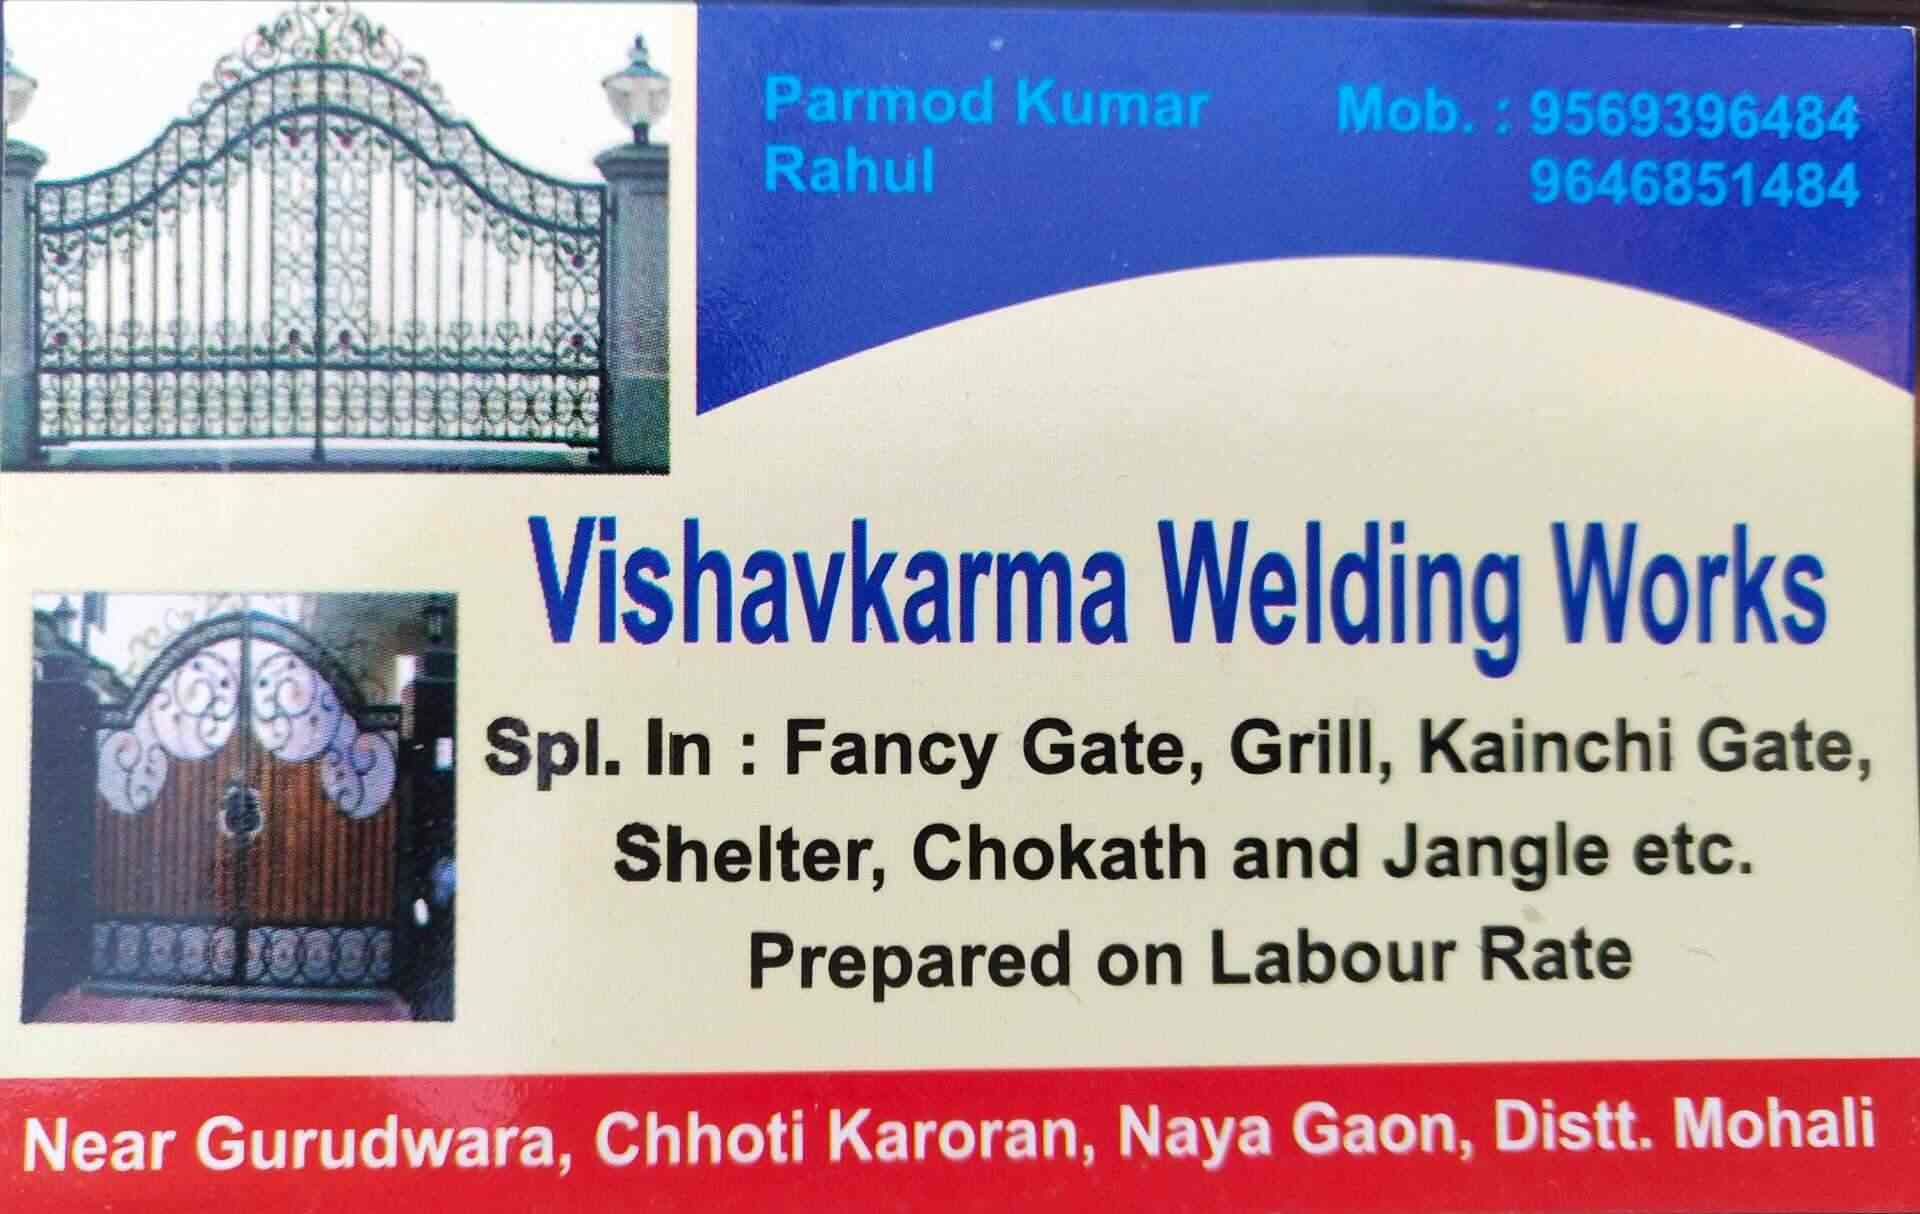 Parmod Kumar Mob. : 9569396484
Rahul 9646851484
Vishavkarma Welding Works
Spl. In : Fancy Gate, Grill, Kainchi Gate,
Shelter, Chokath and Jangle etc.
Prepared on Labour Rate
Near Gurudwara, Chhoti Karoran, Naya Gaon, Distt. Mohali